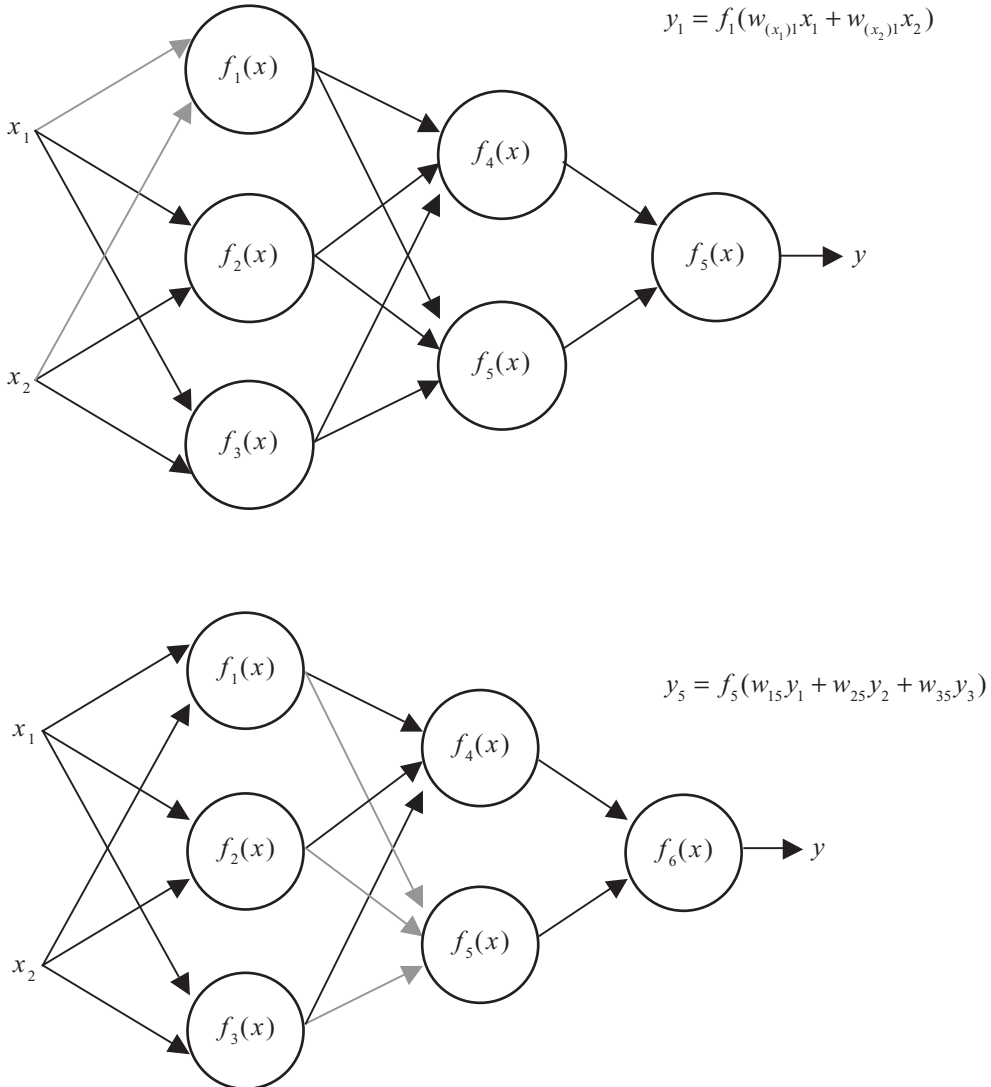 y₁ = f₁(w₍ₓ₁₎₁x₁ + w₍ₓ₂₎₁x₂)
f₁(x)
x₁
f₄(x)
f₂(x)
f₅(x)
y
x₂
f₅(x)
f₃(x)
f₁(x)
y₅ = f₅(w₁₅y₁ + w₂₅y₂ + w₃₅y₃)
x₁
f₄(x)
f₂(x)
f₆(x)
y
x₂
f₅(x)
f₃(x)